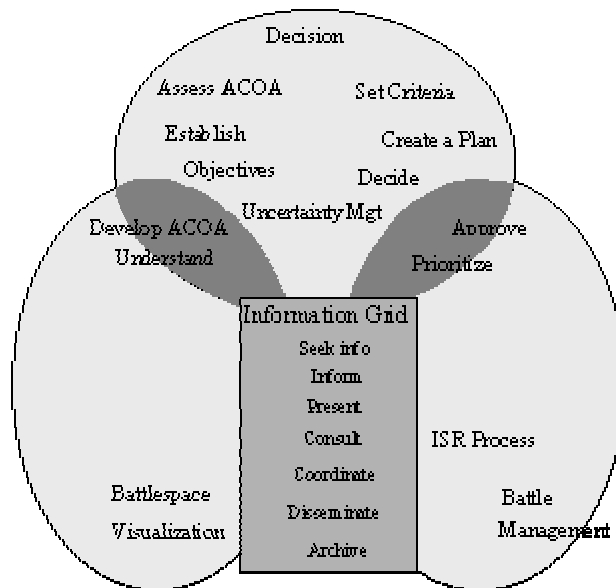 Decision
Assess ACOA
Set Criteria
Establish
Create a Plan
Objectives
Decide
Uncertainty Mgt
Develop ACOA
Approve
Understand
Prioritize
Information Grid
Seek info
Inform
Present
Consult
ISR Process
Coordinate
Battlespace
Battle
Disseminate
Visualization
Management
Archive